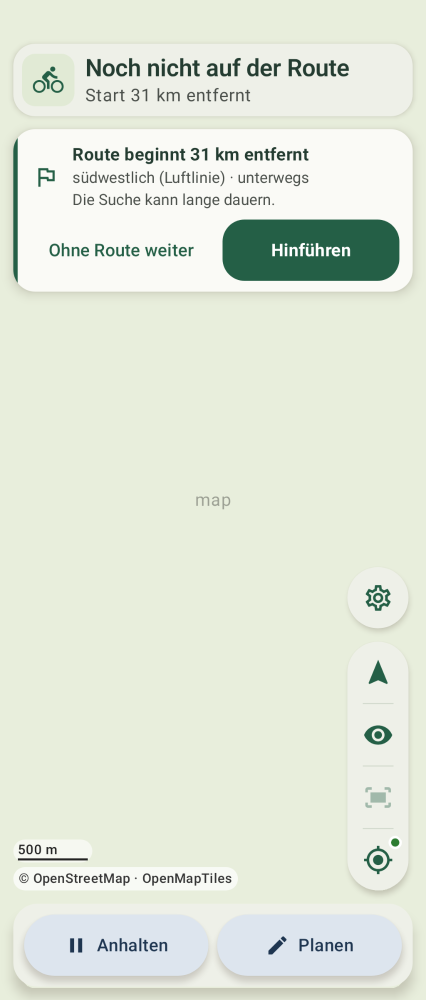 Noch nicht auf der Route
Start 31 km entfernt
Route beginnt 31 km entfernt
südwestlich (Luftlinie) · unterwegs
Die Suche kann lange dauern.
Ohne Route weiter
Hinführen
map
500 m
© OpenStreetMap · OpenMapTiles
Anhalten
Planen